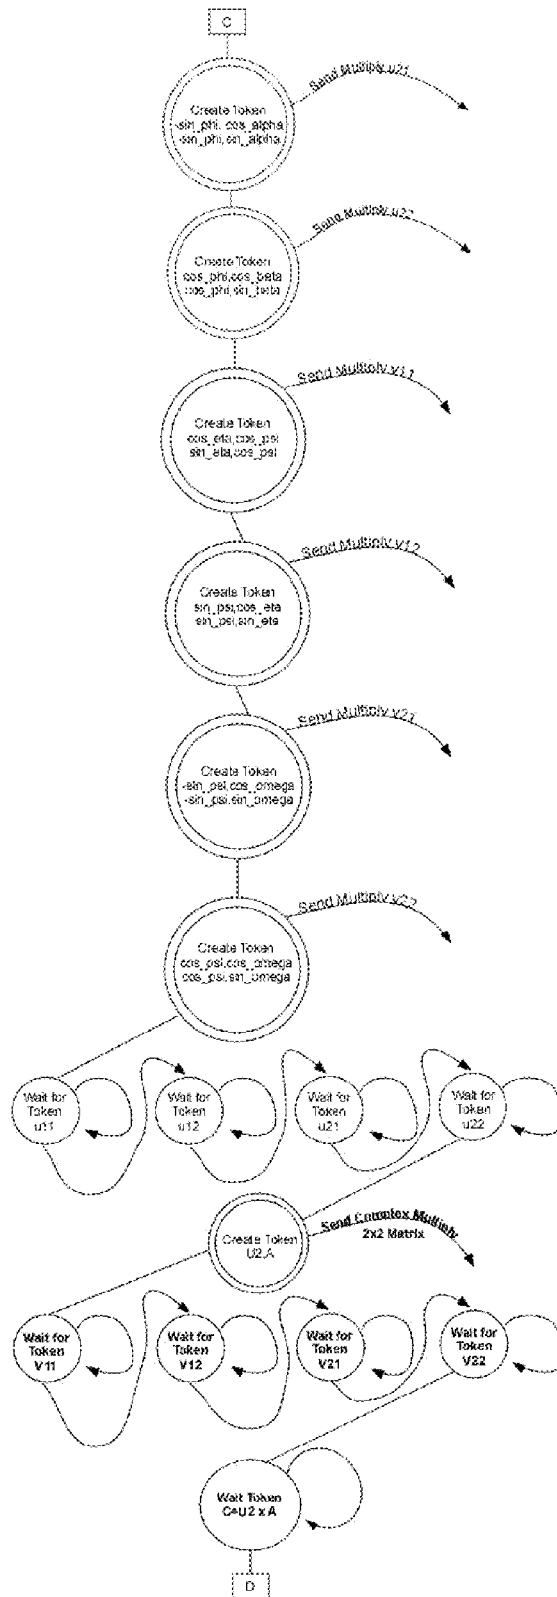 C
Send Multiply u21
Create Token
-sin_phi, cos_alpha
-sin_phi,sin_alpha
Send Multiply u22
Create Token
cos_phi,cos_beta
cos_phi,sin_beta
Send Multiply v11
Create Token
cos_eta,cos_psi
sin_eta,cos_psi
Send Multiply v12
Create Token
sin_psi,cos_eta
sin_psi,sin_eta
Send Multiply v21
Create Token
-sin_psi,cos_omega
-sin_psi,sin_omega
Send Multiply v22
Create Token
cos_psi,cos_omega
cos_psi,sin_omega
Wait for
Token
u11
Wait for
Token
u12
Wait for
Token
u21
Wait for
Token
u22
Send Complex Multiply
2x2 Matrix
Create Token
U2,A
Wait for
Token
V11
Wait for
Token
V12
Wait for
Token
V21
Wait for
Token
V22
Wait Token
C=U2 x A
D